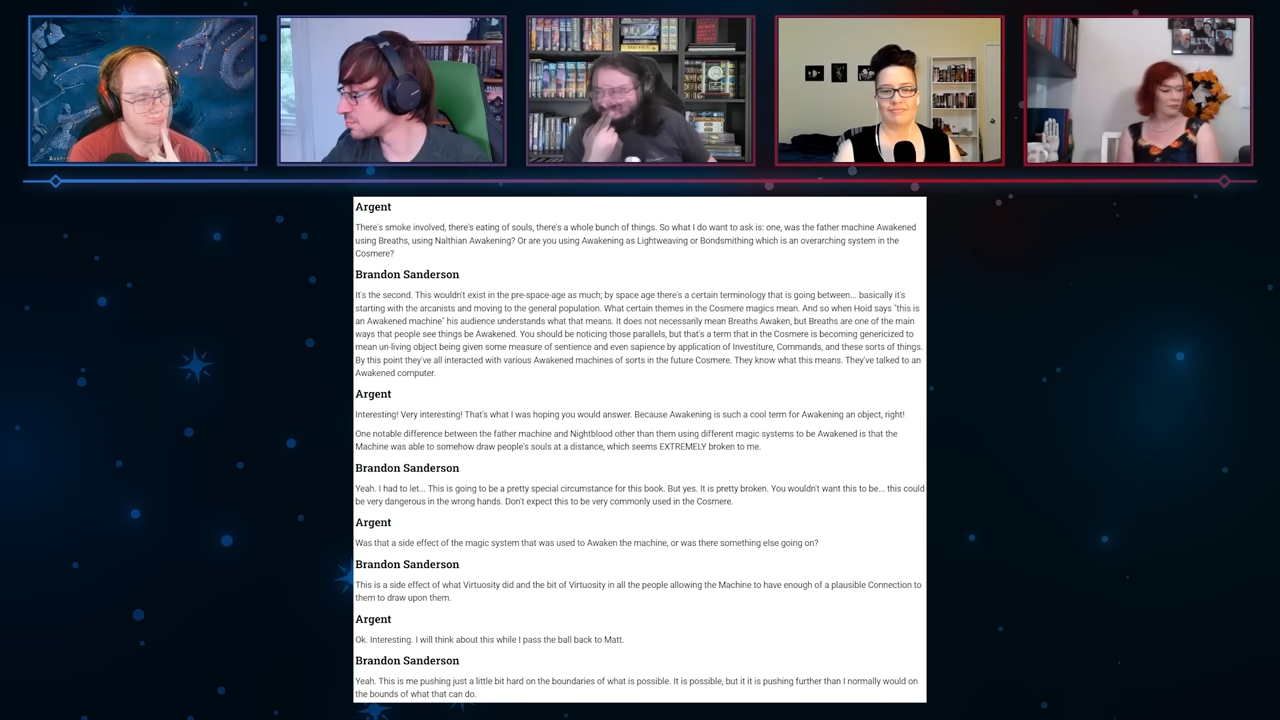 Argent
There's smoke involved, there's eating of souls, there's a whole bunch of things. So what I do want to ask is: one, was the father machine Awakened
using Breaths, using Nalthian Awakening? Or are you using Awakening as Lightweaving or Bondsmithing which is an overarching system in the
Cosmere?
Brandon Sanderson
It's the second. This wouldn't exist in the pre-space-age as much; by space age there's a certain terminology that is going between... basically it's
starting with the arcanists and moving to the general population. What certain themes in the Cosmere magics mean. And so when Hoid says "this is
an Awakened machine" his audience understands what that means. It does not necessarily mean Breaths Awaken, but Breaths are one of the main
ways that people see things be Awakened. You should be noticing those parallels, but that's a term that in the Cosmere is becoming genericized to
mean un-living object being given some measure of sentience and even sapience by application of Investiture, Commands, and these sorts of things.
By this point they've all interacted with various Awakened machines of sorts in the future Cosmere. They know what this means. They've talked to an
Awakened computer.
Argent
Interesting! Very interesting! That's what I was hoping you would answer. Because Awakening is such a cool term for Awakening an object, right!
One notable difference between the father machine and Nightblood other than them using different magic systems to be Awakened is that the
Machine was able to somehow draw people's souls at a distance, which seems EXTREMELY broken to me.
Brandon Sanderson
Yeah. I had to let... This is going to be a pretty special circumstance for this book. But yes. It is pretty broken. You wouldn't want this to be... this could
be very dangerous in the wrong hands. Don't expect this to be very commonly used in the Cosmere.
Argent
Was that a side effect of the magic system that was used to Awaken the machine, or was there something else going on?
Brandon Sanderson
This is a side effect of what Virtuosity did and the bit of Virtuosity in all the people allowing the Machine to have enough of a plausible Connection to
them to draw upon them.
Argent
Ok. Interesting. I will think about this while I pass the ball back to Matt.
Brandon Sanderson
Yeah. This is me pushing just a little bit hard on the boundaries of what is possible. It is possible, but it it is pushing further than I normally would on
the bounds of what that can do.